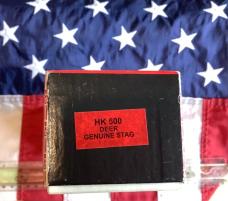 HK 500
DEER
GENUINE STAG